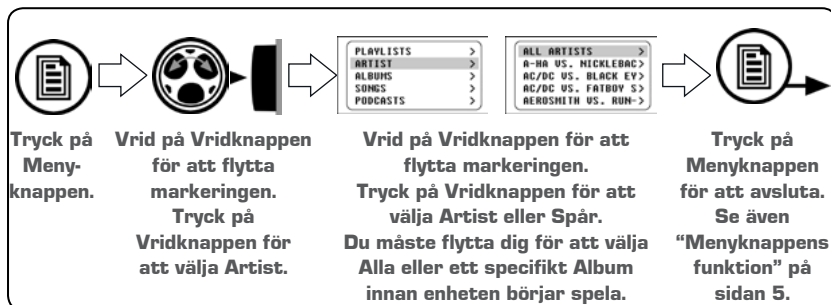 PLAYLISTS >
ARTIST >
ALBUMS >
SONGS >
PODCASTS >
ALL ARTISTS >
A-HA VS. NICKLEBAC>
AC/DC VS. BLACK EY>
AC/DC VS. FATBOY S>
AEROSMITH VS. RUN->
Tryck på
Meny-
knappen.
Vrid på Vridknappen
för att flytta
markeringen.
Tryck på
Vridknappen för
att välja Artist.
Vrid på Vridknappen för att
flytta markeringen.
Tryck på Vridknappen för att
välja Artist eller Spår.
Du måste flytta dig för att välja
Alla eller ett specifikt Album
innan enheten börjar spela.
Tryck på
Menyknappen
för att avsluta.
Se även
“Menyknappens
funktion” på
sidan 5.